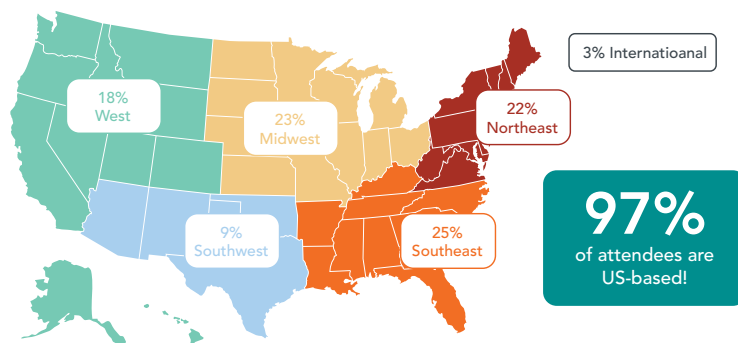 3% Internatioanal
18%
West
23%
Midwest
22%
Northeast
9%
Southwest
25%
Southeast
97%
of attendees are
US-based!